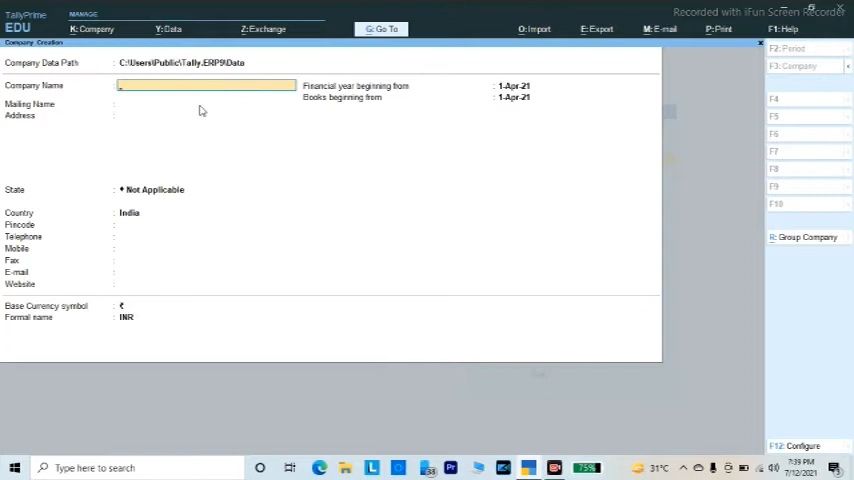 Recorded with iFun Screen Recorder
TallyPrime
EDU
MANAGE
K: Company
Y: Data
Z: Exchange
G: Go To
O: Import
E: Export
M: E-mail
P: Print
F1: Help
Company Creation
Company Data Path : C:\Users\Public\Tally.ERP9\Data
Company Name :
Financial year beginning from : 1-Apr-21
Mailing Name :
Books beginning from : 1-Apr-21
Address :
State : ♦ Not Applicable
Country : India
Pincode :
Telephone :
Mobile :
Fax :
E-mail :
Website :
Base Currency symbol : ₹
Formal name : INR
F2: Period
F3: Company
F4
F5
F6
F7
F8
F9
F10
R: Group Company
F12: Configure
Type here to search
L
38
Pr
75%
31°C
7:39 PM
7/12/2021